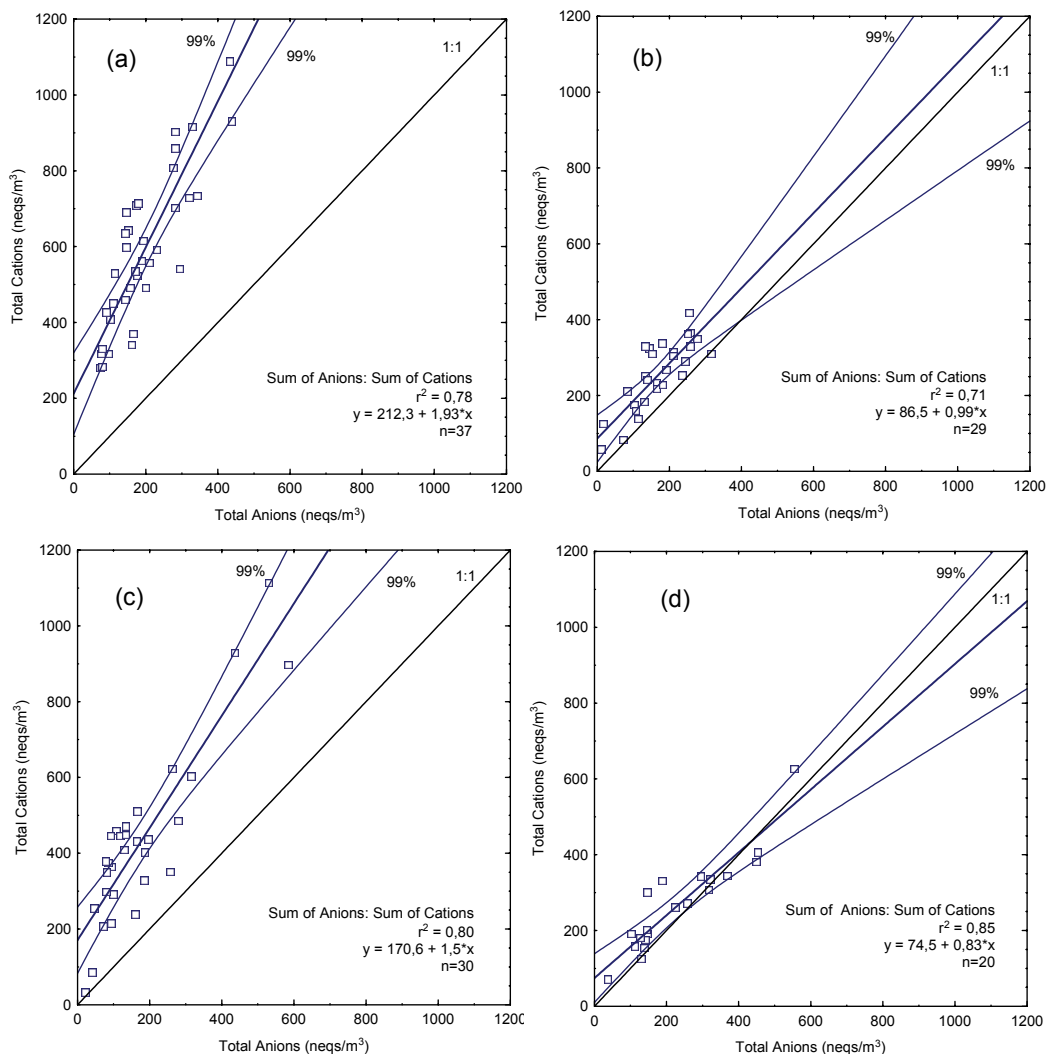 (a)
99%
99%
1:1
1200
1000
800
600
400
200
0
Total Cations (neqs/m³)
Sum of Anions: Sum of Cations
r² = 0,78
y = 212,3 + 1,93*x
n=37
0 200 400 600 800 1000 1200
Total Anions (neqs/m³)
(b)
99%
1:1
99%
1200
1000
800
600
400
200
0
Total Cations (neqs/m³)
Sum of Anions: Sum of Cations
r² = 0,71
y = 86,5 + 0,99*x
n=29
0 200 400 600 800 1000 1200
Total Anions (neqs/m³)
(c)
99%
99%
1:1
1200
1000
800
600
400
200
0
Total Cations (neqs/m³)
Sum of Anions: Sum of Cations
r² = 0,80
y = 170,6 + 1,5*x
n=30
0 200 400 600 800 1000 1200
Total Anions (neqs/m³)
(d)
99%
1:1
99%
1200
1000
800
600
400
200
0
Total Cations (neqs/m³)
Sum of Anions: Sum of Cations
r² = 0,85
y = 74,5 + 0,83*x
n=20
0 200 400 600 800 1000 1200
Total Anions (neqs/m³)